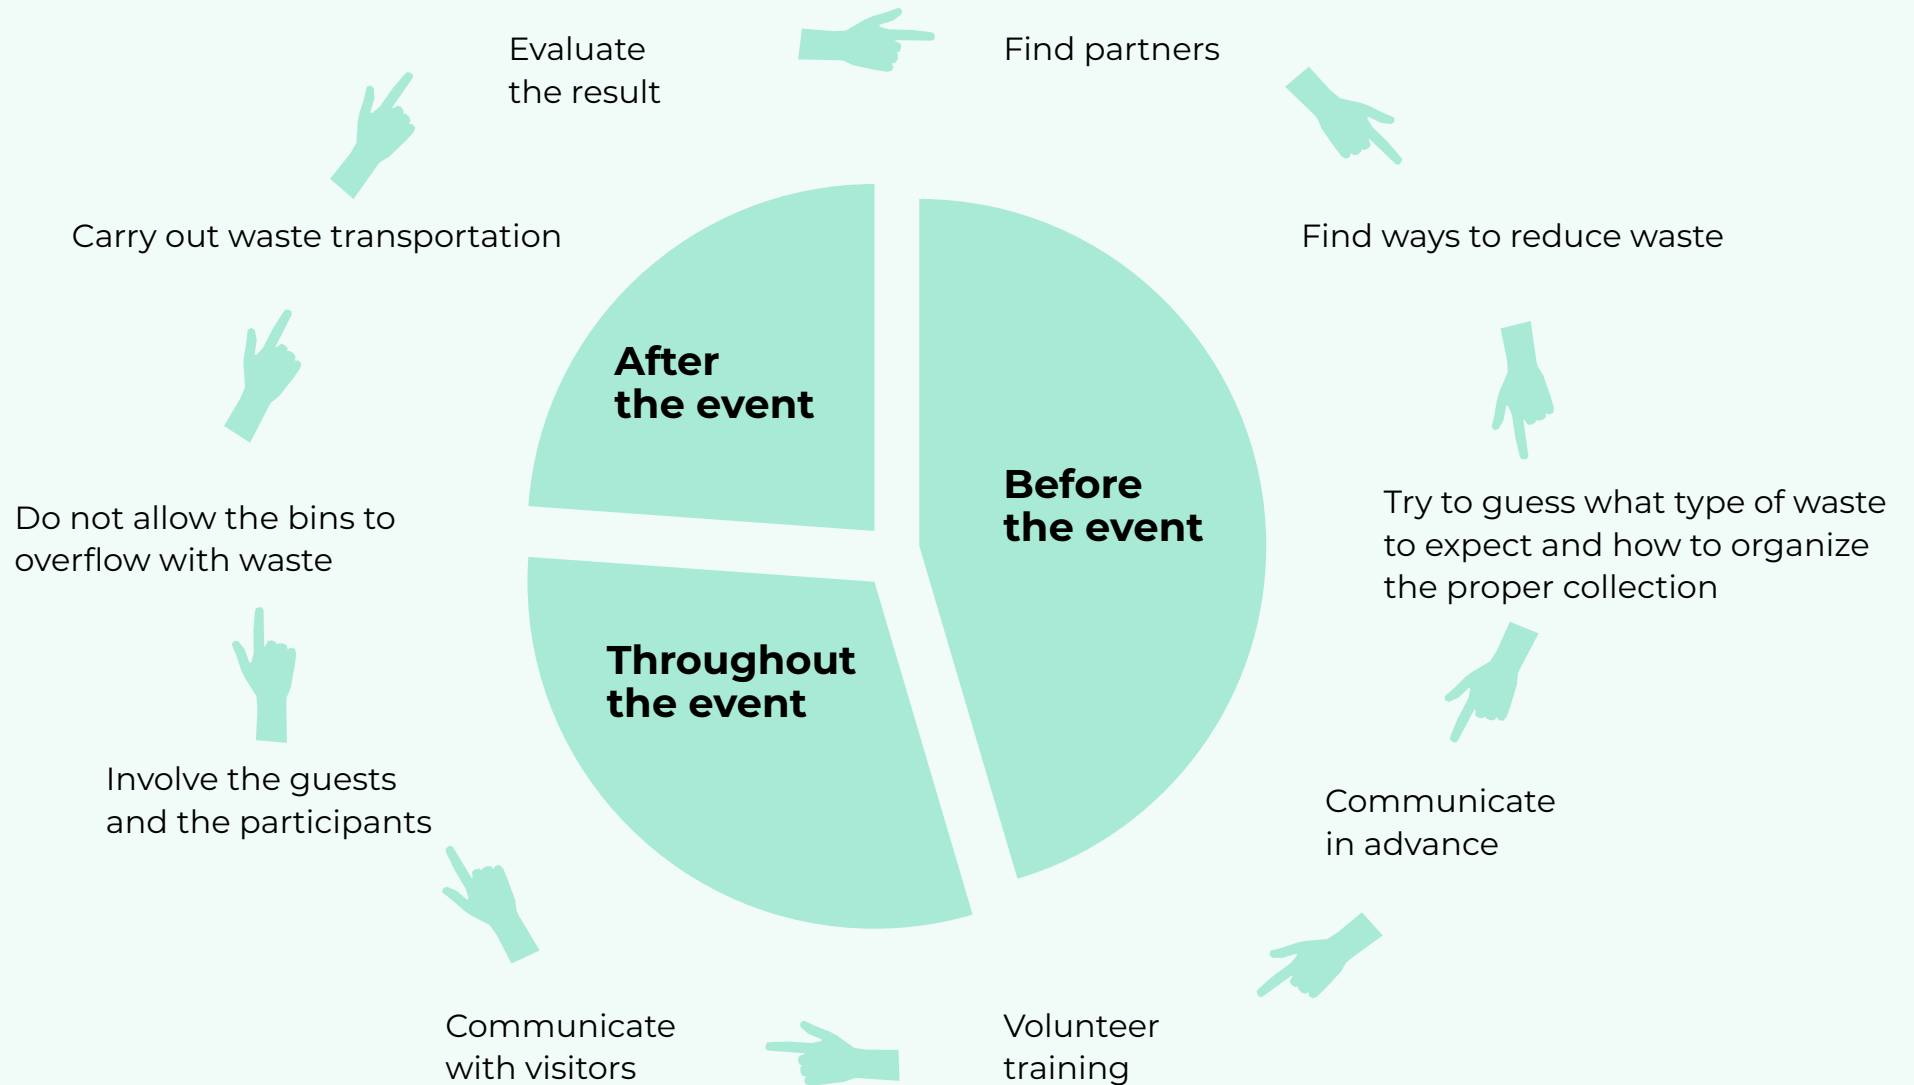 Evaluate
the result
Find partners
Carry out waste transportation
Find ways to reduce waste
After
the event
Before
the event
Do not allow the bins to
overflow with waste
Try to guess what type of waste
to expect and how to organize
the proper collection
Throughout
the event
Involve the guests
and the participants
Communicate
in advance
Communicate
with visitors
Volunteer
training